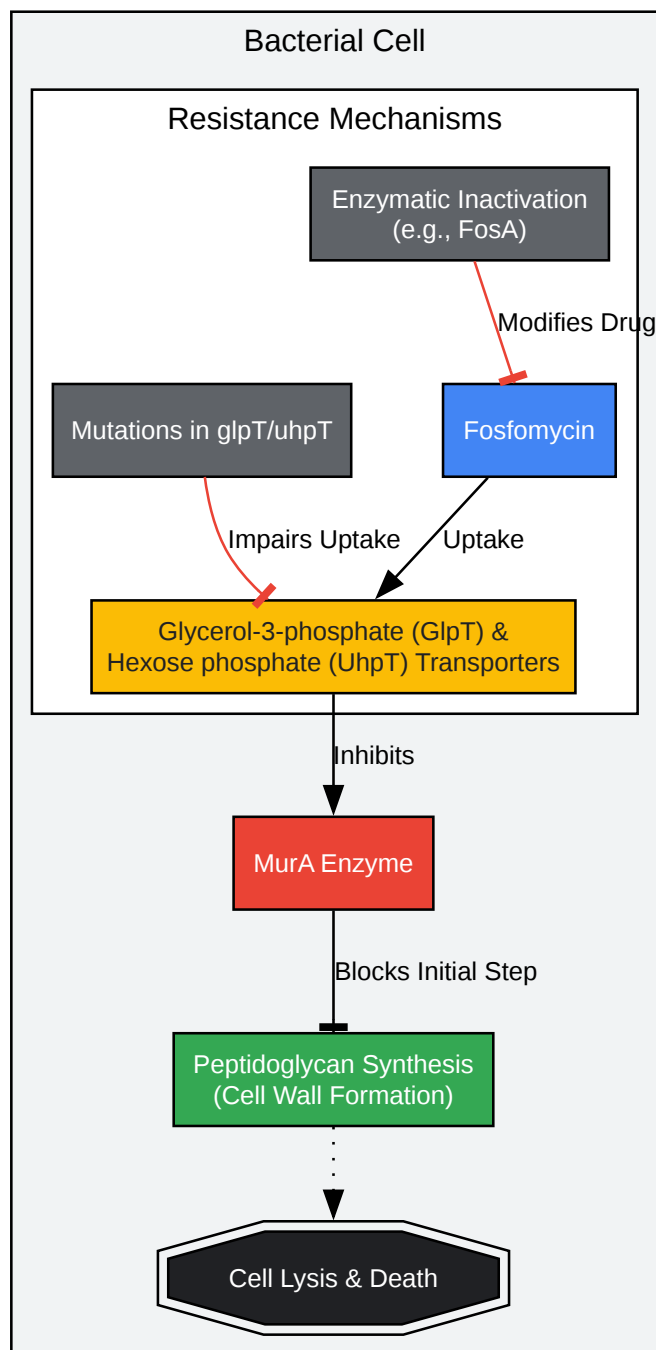 Bacterial Cell
Resistance Mechanisms
Enzymatic Inactivation
(e.g., FosA)
Modifies Drug
Mutations in glpT/uhpT
Fosfomycin
Impairs Uptake
Uptake
Glycerol-3-phosphate (GlpT) &
Hexose phosphate (UhpT) Transporters
Inhibits
MurA Enzyme
Blocks Initial Step
Peptidoglycan Synthesis
(Cell Wall Formation)
Cell Lysis & Death